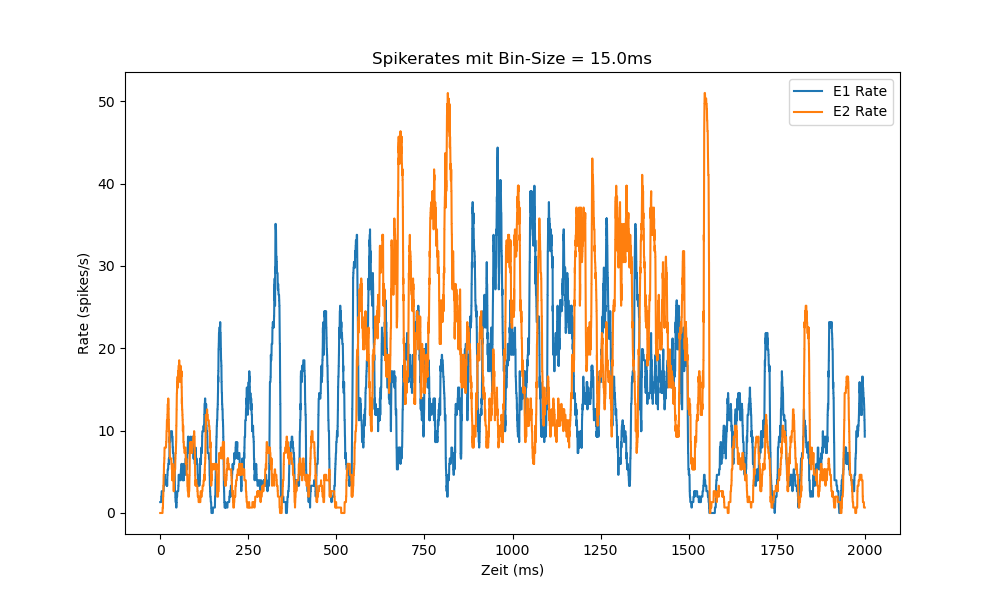 Spikerates mit Bin-Size = 15.0ms
E1 Rate
E2 Rate
50
40
30
20
10
0
Rate (spikes/s)
0 250 500 750 1000 1250 1500 1750 2000
Zeit (ms)